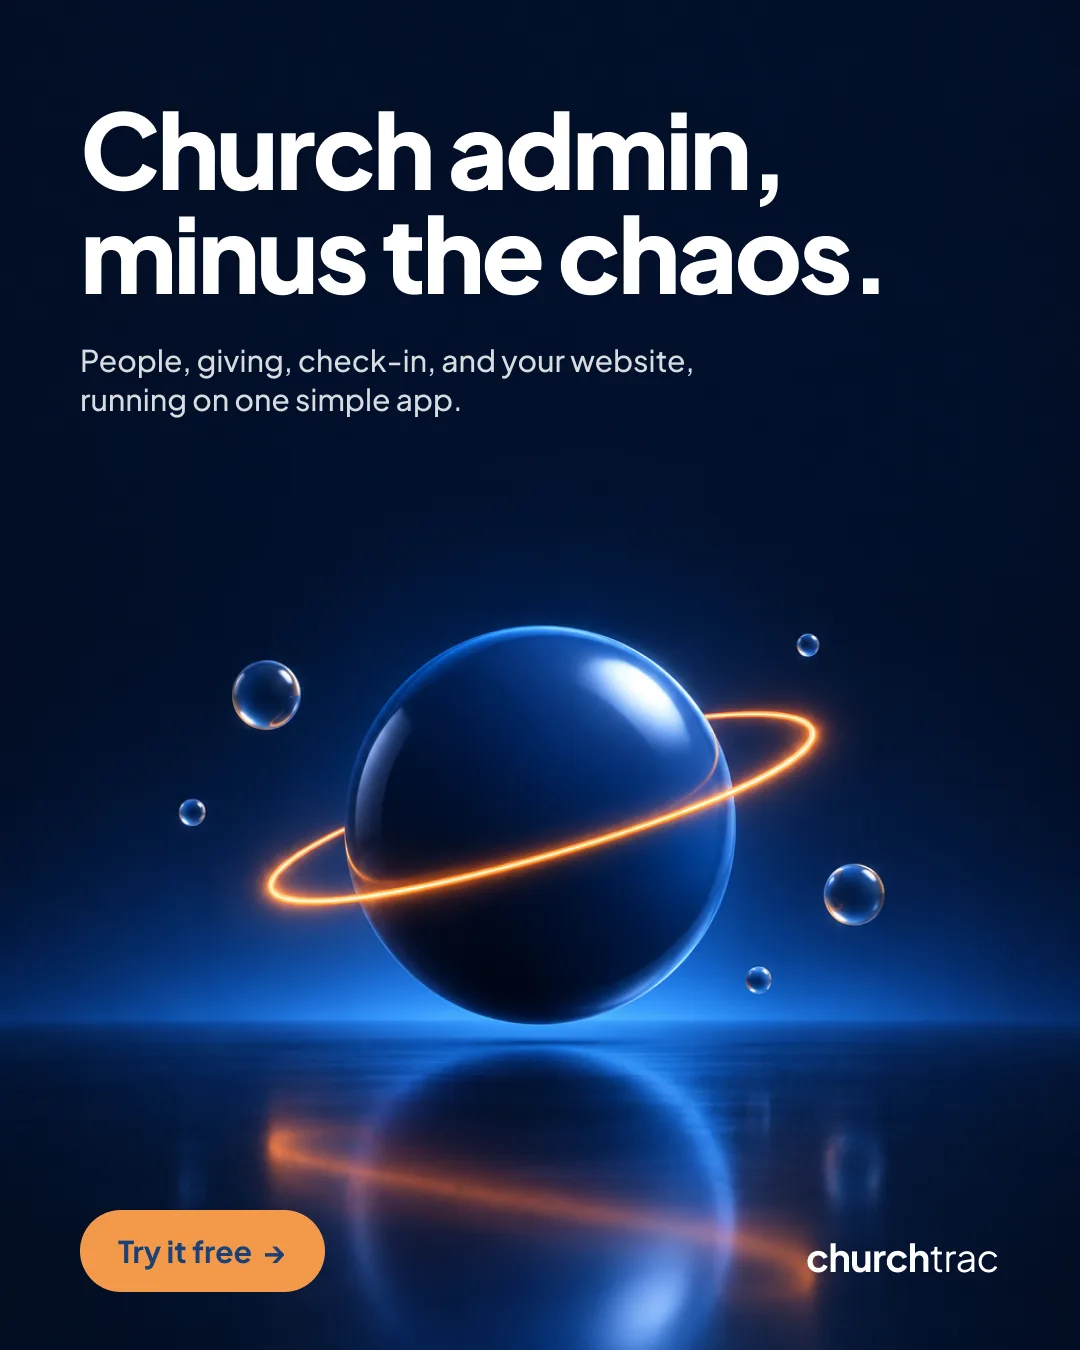 Church admin,
minus the chaos.
People, giving, check-in, and your website,
running on one simple app.
Try it free →
churchtrac